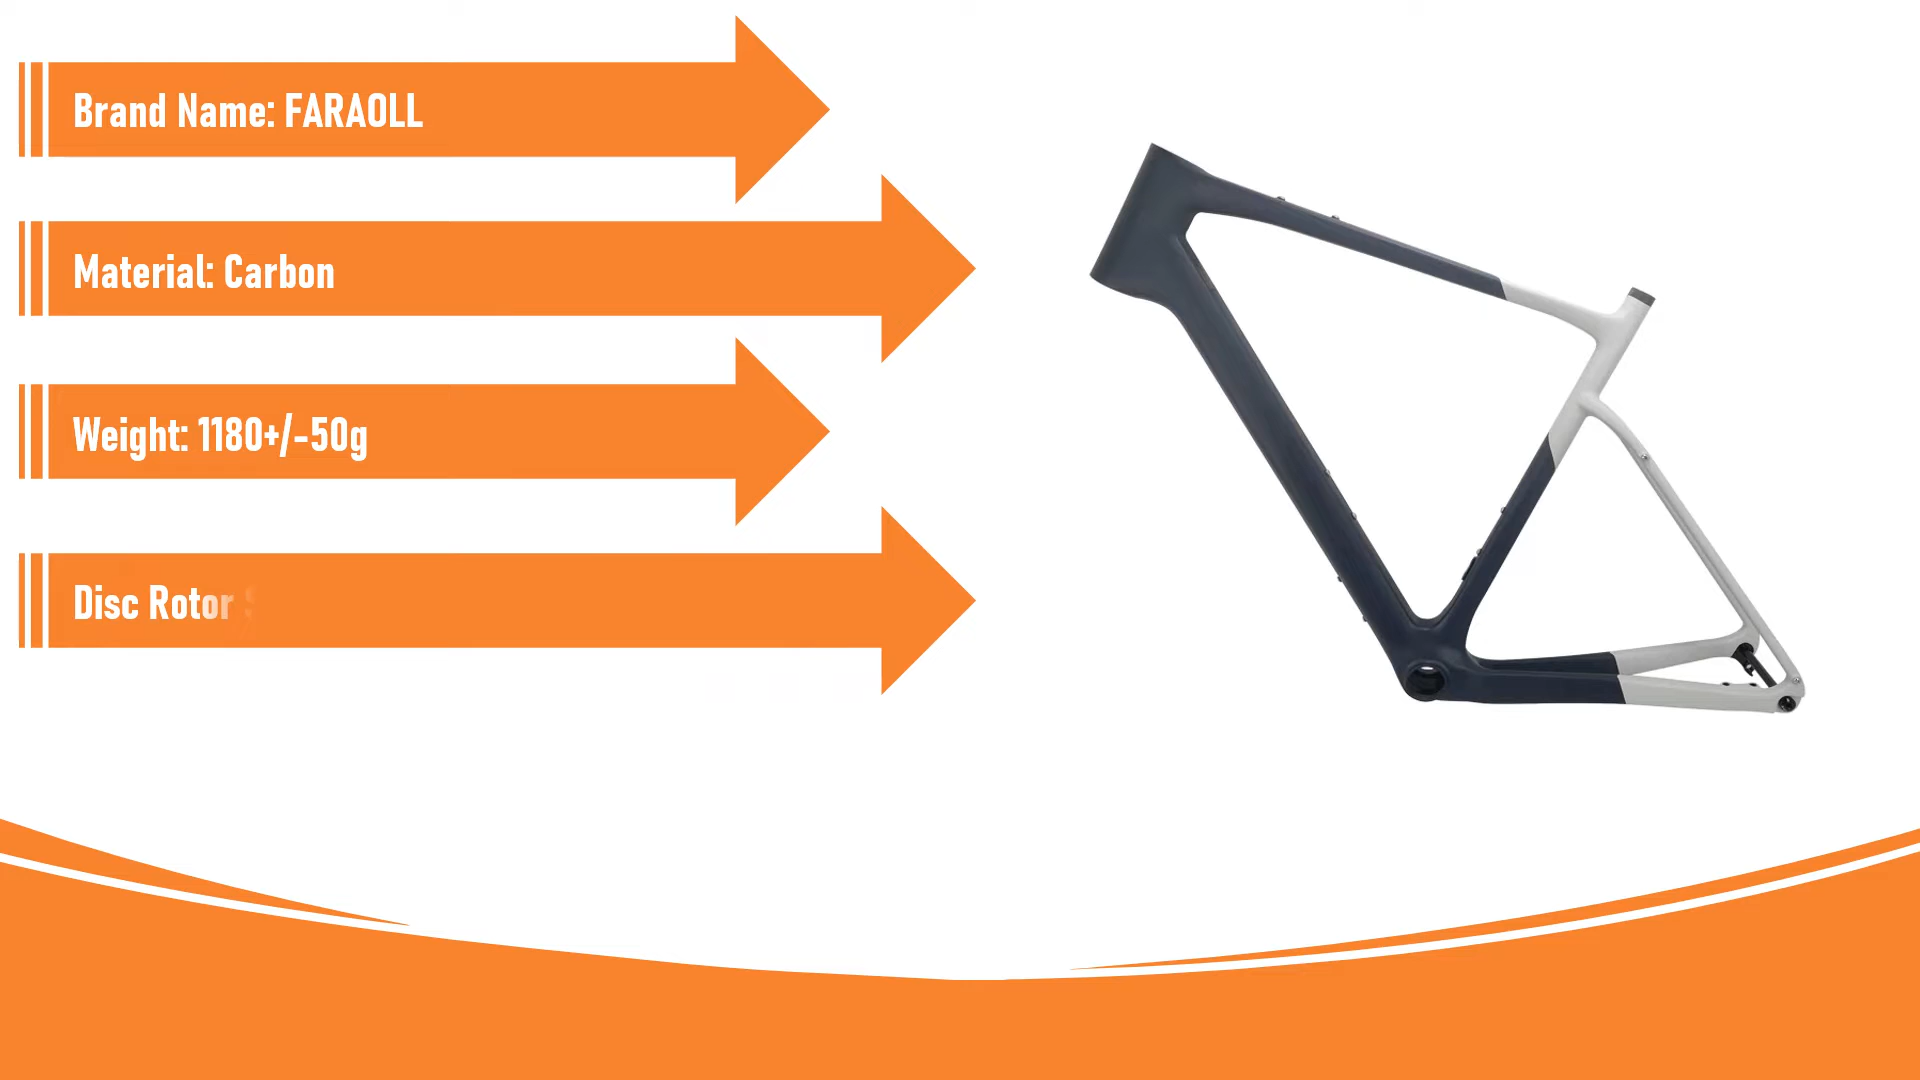 Brand Name: FARAOLL
Material: Carbon
Weight: 1180+/-50g
Disc Rotor